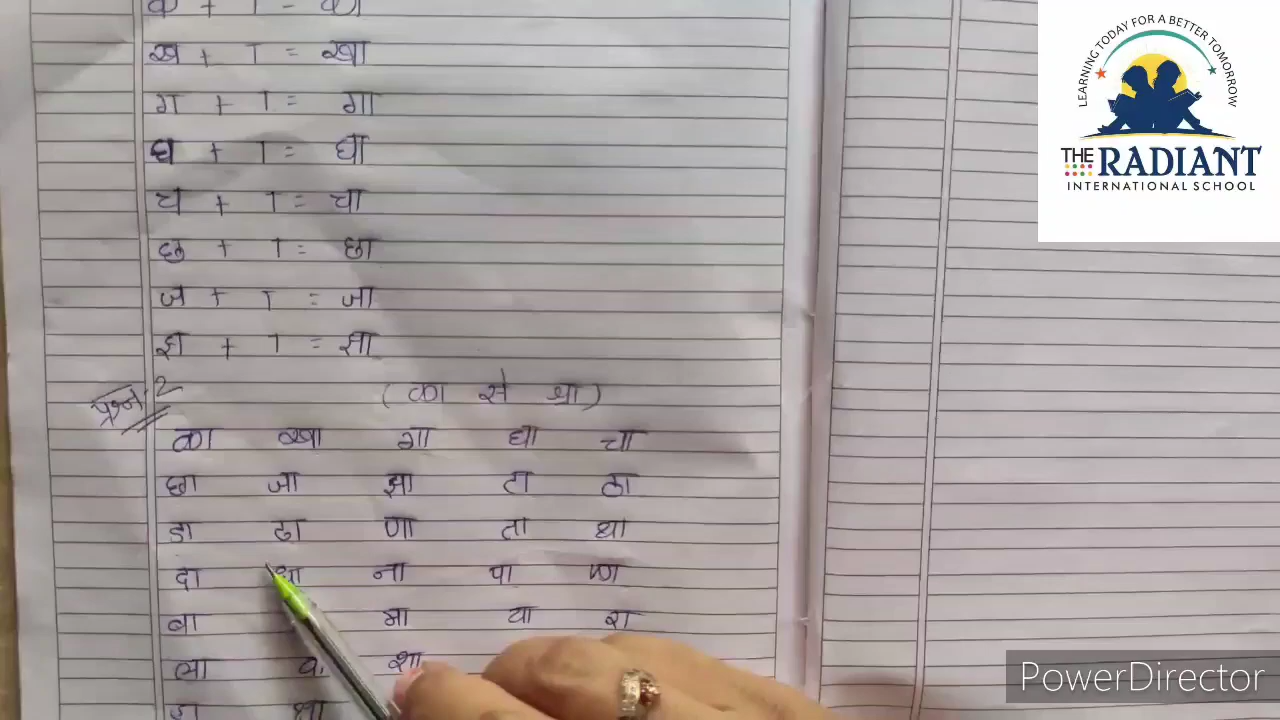 क + ा = का
ख + ा = खा
ग + ा = गा
घ + ा = घा
च + ा = चा
छ + ा = छा
ज + ा = जा
झ + ा = झा
प्रश्न 2 (का से श्रा)
का खा गा घा चा
छा जा झा टा ठा
डा ढा णा ता था
दा धा ना पा फा
बा मा या रा
ला वा शा
LEARNING TODAY FOR A BETTER TOMORROW
THE RADIANT
INTERNATIONAL SCHOOL
PowerDirector